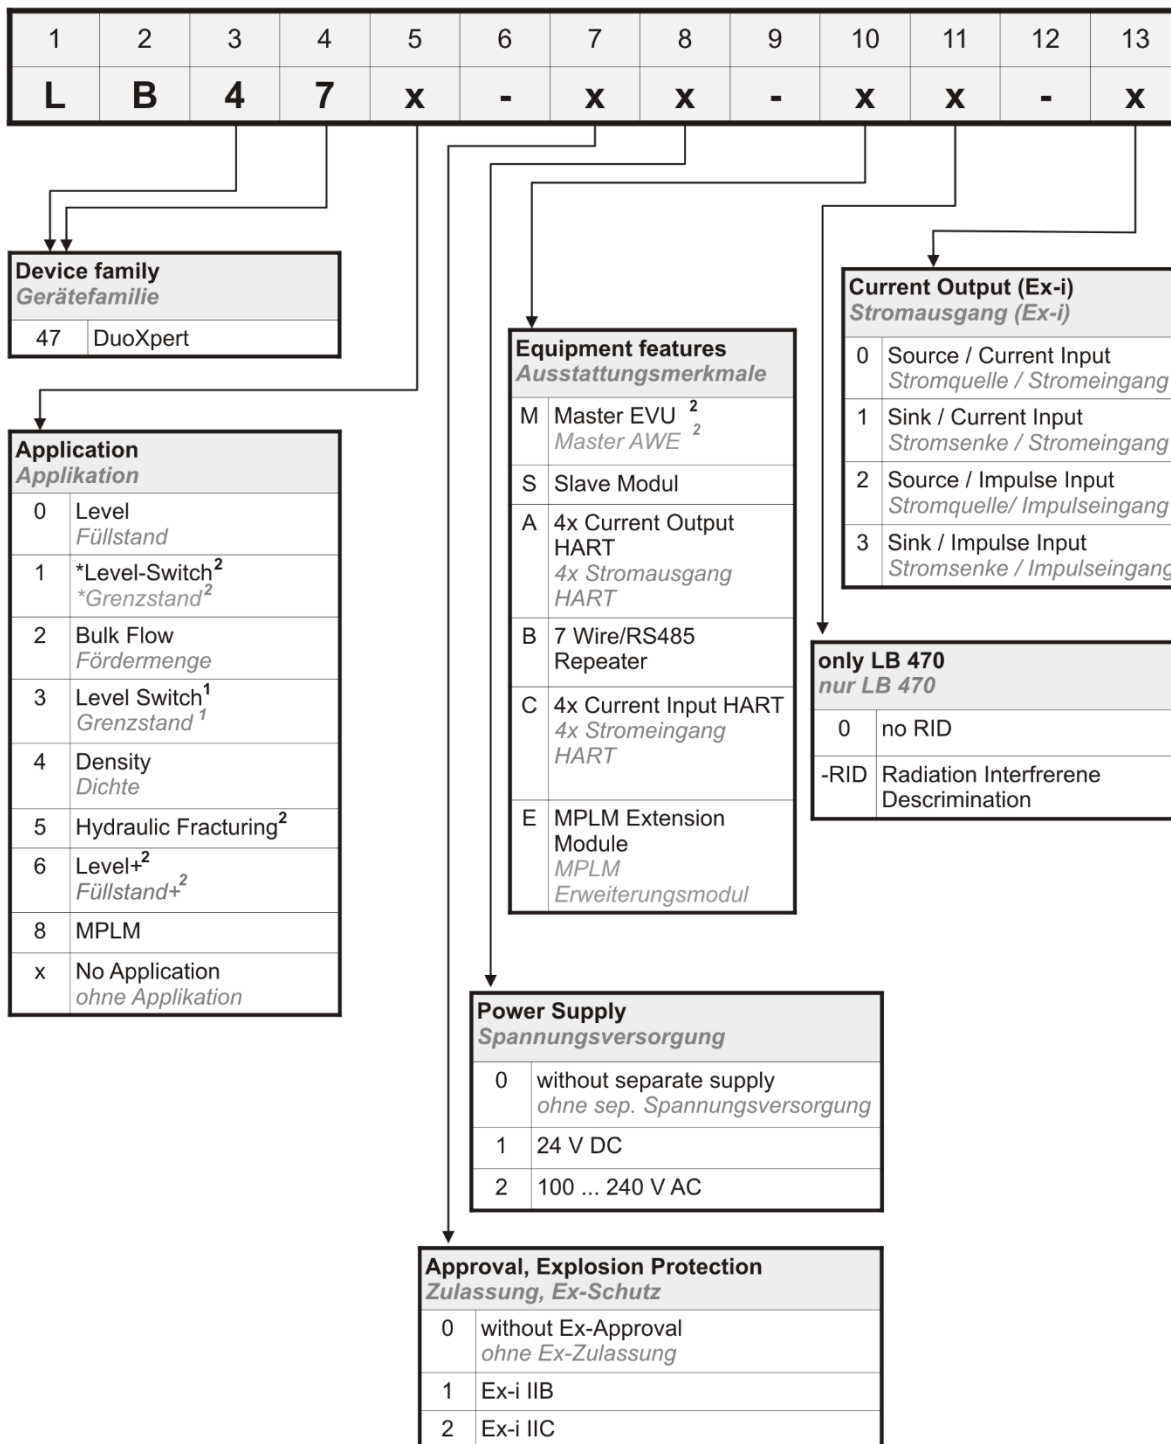 1 2 3 4 5 6 7 8 9 10 11 12 13
L B 4 7 x - x x - x x - x
Device family
Gerätefamilie
47 DuoXpert
Application
Applikation
0 Level
Füllstand
1 *Level-Switch²
*Grenzstand²
2 Bulk Flow
Fördermenge
3 Level Switch¹
Grenzstand ¹
4 Density
Dichte
5 Hydraulic Fracturing²
6 Level+²
Füllstand+²
8 MPLM
x No Application
ohne Applikation
Equipment features
Ausstattungsmerkmale
M Master EVU ²
Master AWE ²
S Slave Modul
A 4x Current Output
HART
4x Stromausgang
HART
B 7 Wire/RS485
Repeater
C 4x Current Input HART
4x Stromeingang
HART
E MPLM Extension
Module
MPLM
Erweiterungsmodul
Current Output (Ex-i)
Stromausgang (Ex-i)
0 Source / Current Input
Stromquelle / Stromeingang
1 Sink / Current Input
Stromsenke / Stromeingang
2 Source / Impulse Input
Stromquelle/ Impulseingang
3 Sink / Impulse Input
Stromsenke / Impulseingang
only LB 470
nur LB 470
0 no RID
-RID Radiation Interfrerene
Descrimination
Power Supply
Spannungsversorgung
0 without separate supply
ohne sep. Spannungsversorgung
1 24 V DC
2 100 ... 240 V AC
Approval, Explosion Protection
Zulassung, Ex-Schutz
0 without Ex-Approval
ohne Ex-Zulassung
1 Ex-i IIB
2 Ex-i IIC